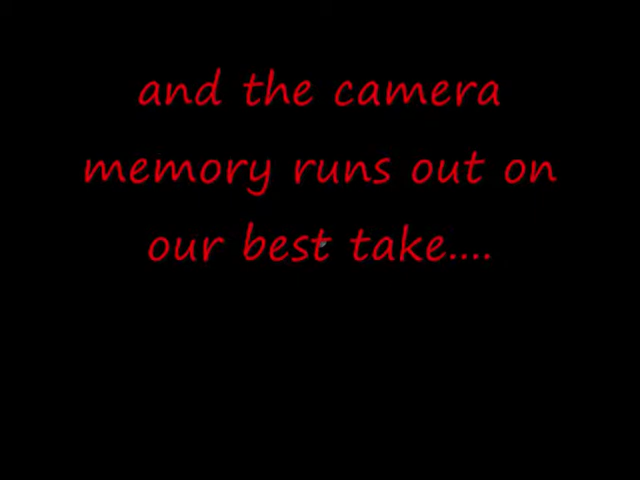 and the camera
memory runs out on
our best take....